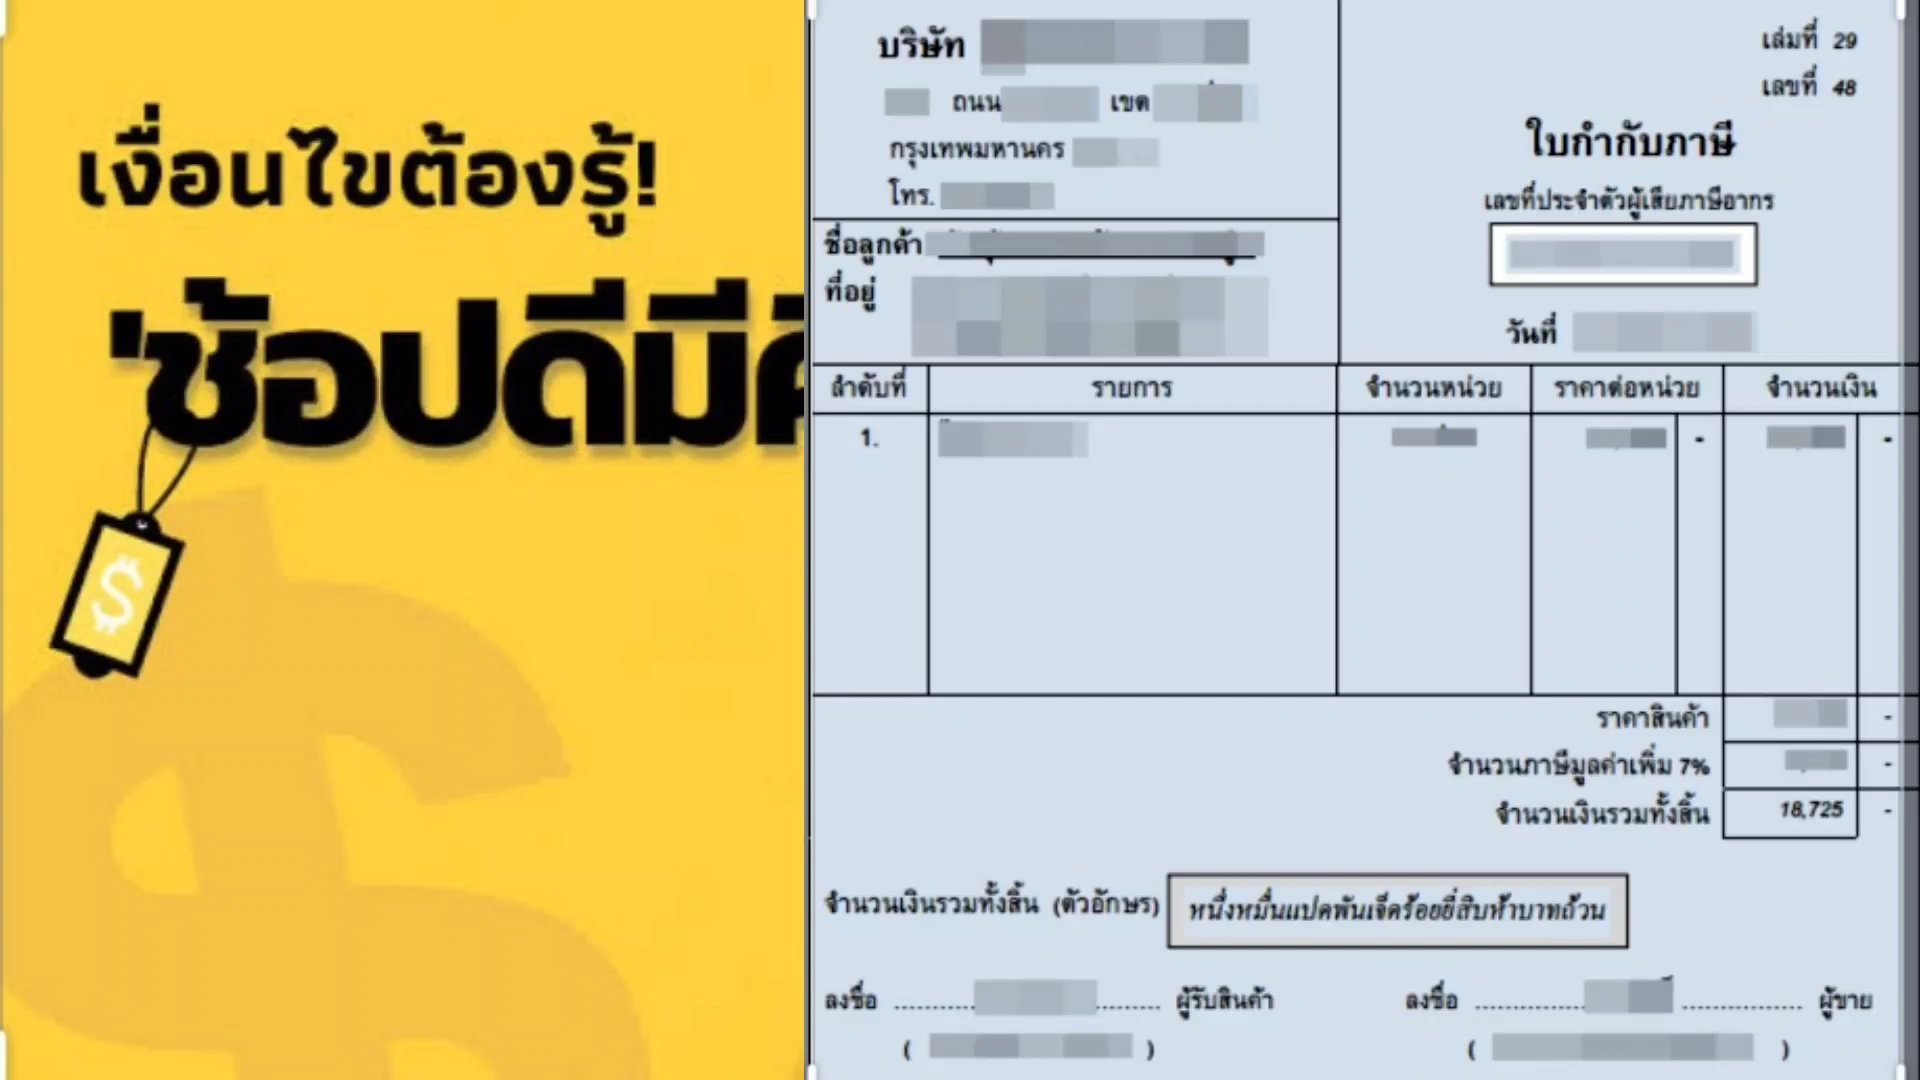 เงื่อนไขต้องรู้!
'ช้อปดีมี
บริษัท
ถนน เขต
กรุงเทพมหานคร
โทร.
ชื่อลูกค้า
ที่อยู่
เล่มที่ 29
เลขที่ 48
ใบกำกับภาษี
เลขที่ประจำตัวผู้เสียภาษีอากร
วันที่
ลำดับที่ รายการ จำนวนหน่วย ราคาต่อหน่วย จำนวนเงิน
1. - -
ราคาสินค้า -
จำนวนภาษีมูลค่าเพิ่ม 7% -
จำนวนเงินรวมทั้งสิ้น 18,725 -
จำนวนเงินรวมทั้งสิ้น (ตัวอักษร) หนึ่งหมื่นแปดพันเจ็ดร้อยยี่สิบห้าบาทถ้วน
ลงชื่อ ผู้รับสินค้า ลงชื่อ ผู้ขาย
( ) ( )